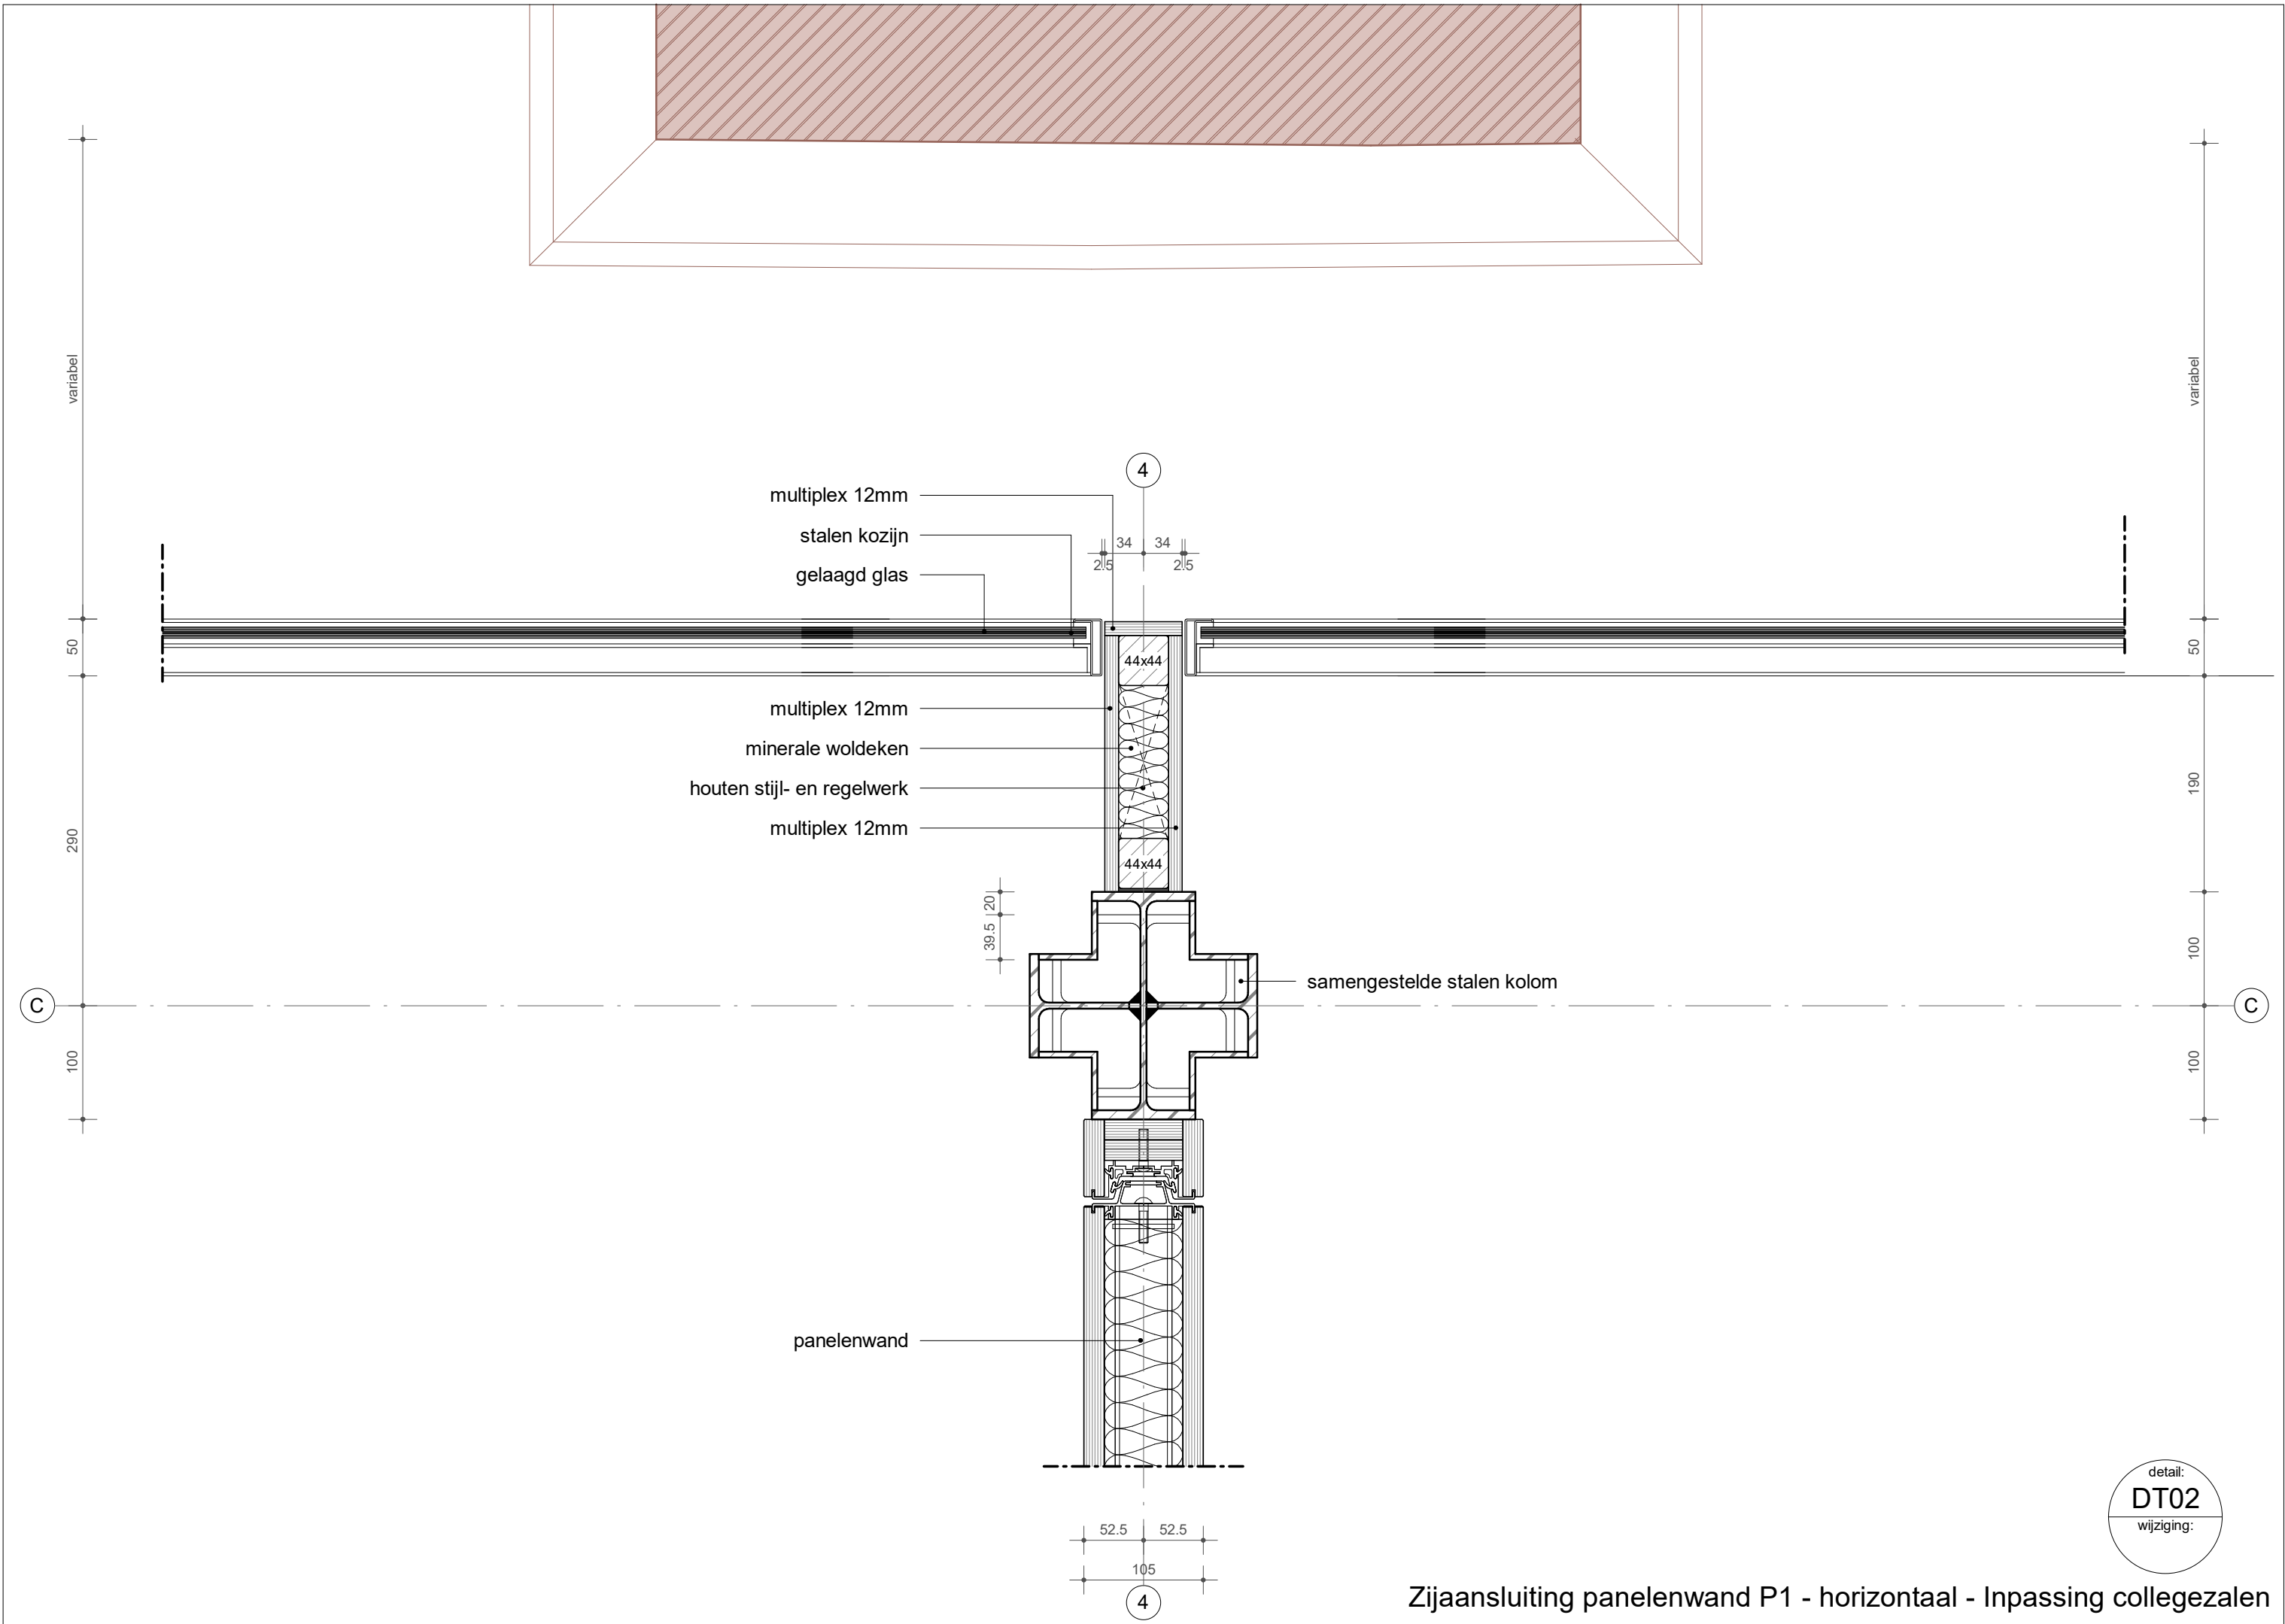 variabel
variabel
4
multiplex 12mm
stalen kozijn
gelaagd glas
34
34
2.5
2.5
50
50
44x44
multiplex 12mm
minerale woldeken
houten stijl- en regelwerk
multiplex 12mm
290
190
44x44
20
39.5
100
samengestelde stalen kolom
C
C
100
100
panelenwand
52.5
52.5
105
4
detail:
DT02
wijziging:
Zijaansluiting panelenwand P1 - horizontaal - Inpassing collegezalen